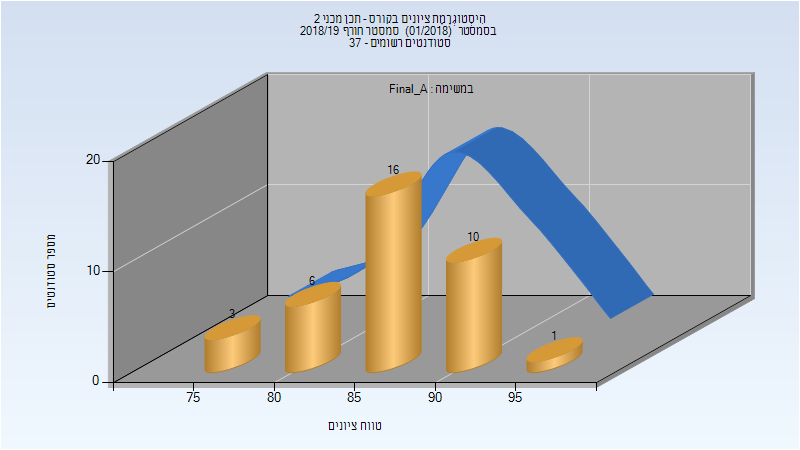 היסטוגרמת ציונים בקורס - תכן מכני 2
בסמסטר (01/2018) סמסטר חורף 2018/19
סטודנטים רשומים - 37
במשימה : Final_A
20
10
0
מספר סטודנטים
3
6
16
10
1
75
80
85
90
95
טווח ציונים